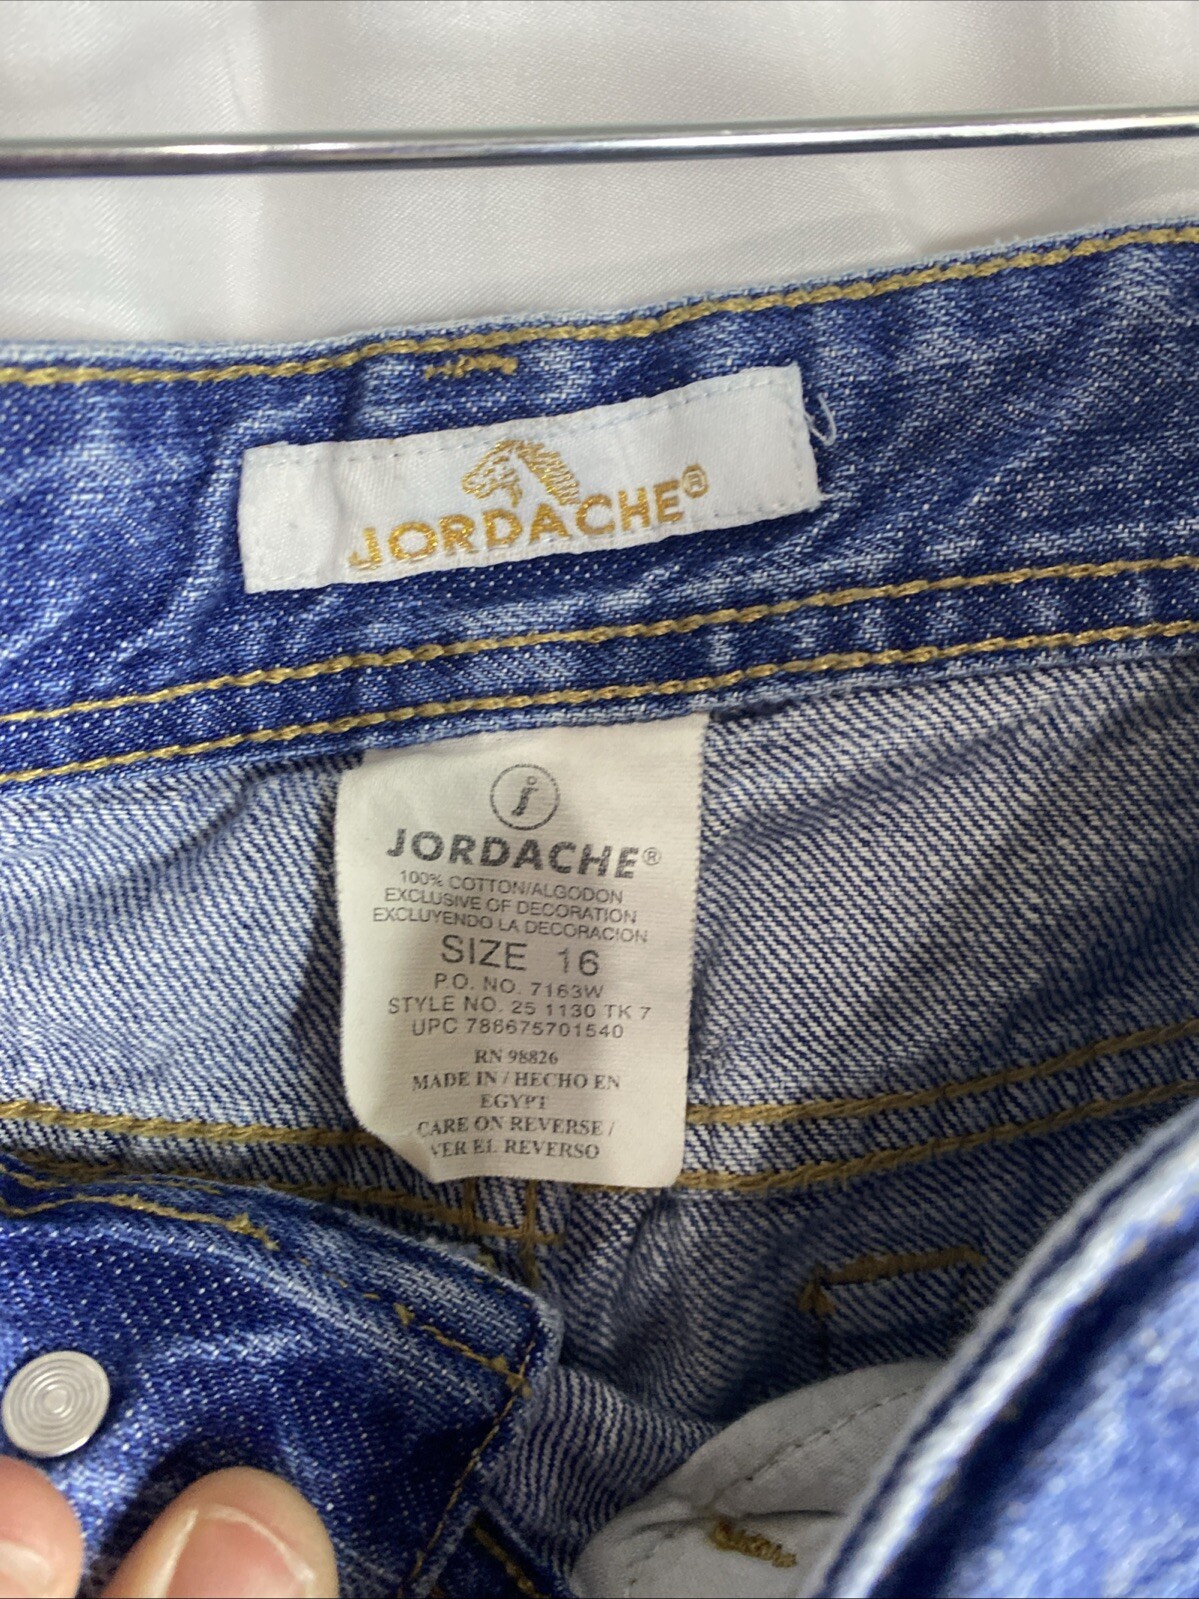 JORDACHE®
j
JORDACHE®
100% COTTON/ALGODON
EXCLUSIVE OF DECORATION
EXCLUYENDO LA DECORACION
SIZE 16
P.O. NO. 7163W
STYLE NO. 25 1130 TK 7
UPC 786675701540
RN 98826
MADE IN / HECHO EN
EGYPT
CARE ON REVERSE /
VER EL REVERSO